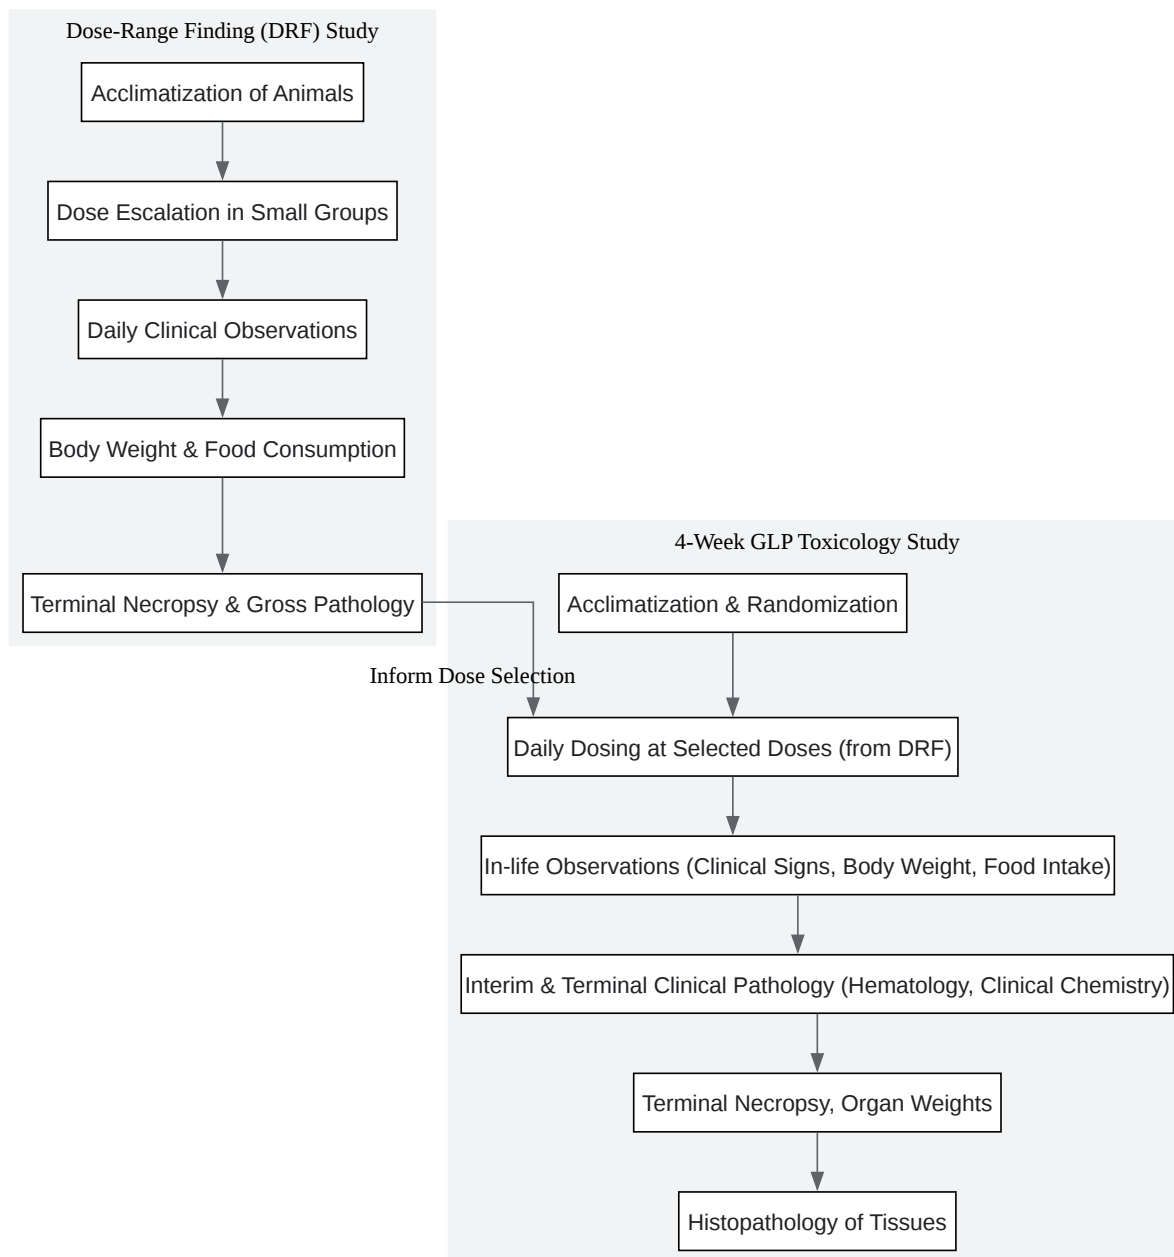 Dose-Range Finding (DRF) Study
Acclimatization of Animals
Dose Escalation in Small Groups
Daily Clinical Observations
Body Weight & Food Consumption
Terminal Necropsy & Gross Pathology
Inform Dose Selection
4-Week GLP Toxicology Study
Acclimatization & Randomization
Daily Dosing at Selected Doses (from DRF)
In-life Observations (Clinical Signs, Body Weight, Food Intake)
Interim & Terminal Clinical Pathology (Hematology, Clinical Chemistry)
Terminal Necropsy, Organ Weights
Histopathology of Tissues